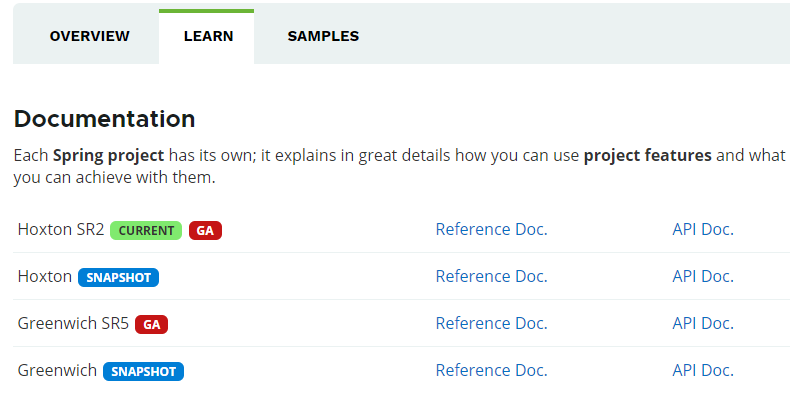 OVERVIEW LEARN SAMPLES
Documentation
Each Spring project has its own; it explains in great details how you can use project features and what
you can achieve with them.
Hoxton SR2 CURRENT GA Reference Doc. API Doc.
Hoxton SNAPSHOT Reference Doc. API Doc.
Greenwich SR5 GA Reference Doc. API Doc.
Greenwich SNAPSHOT Reference Doc. API Doc.